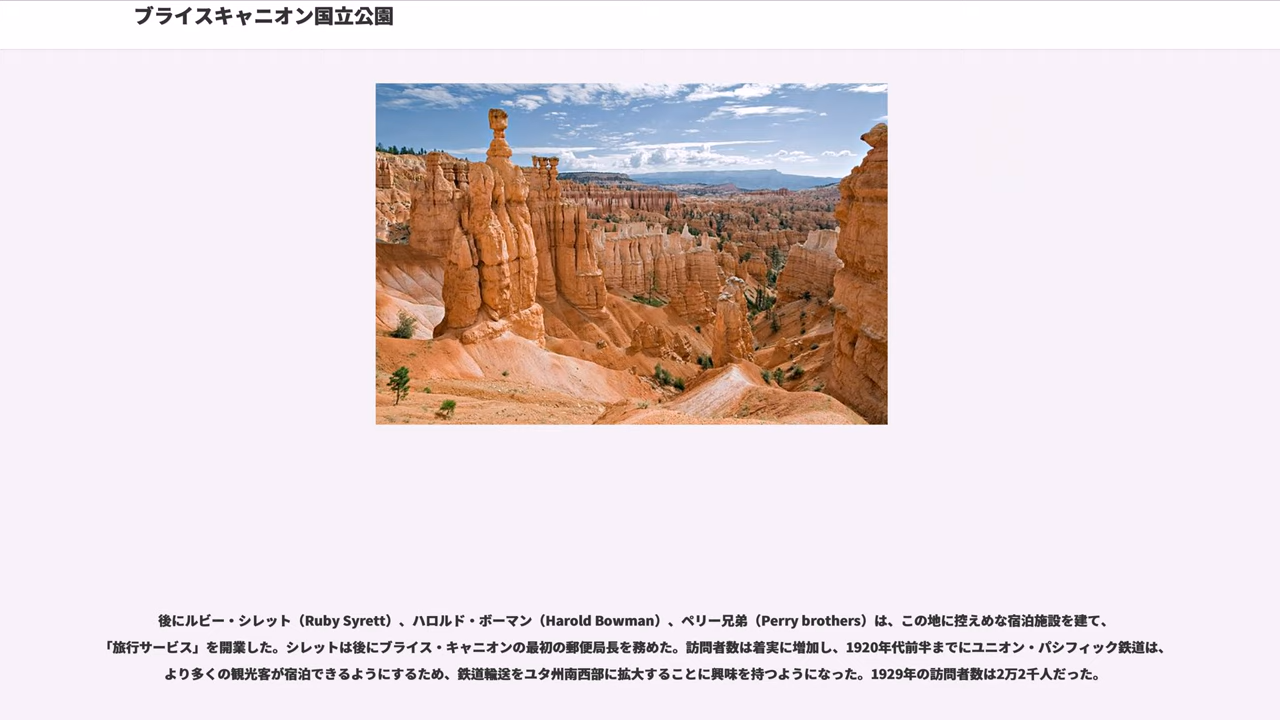 ブライスキャニオン国立公園
後にルビー・シレット（Ruby Syrett）、ハロルド・ボーマン（Harold Bowman）、ペリー兄弟（Perry brothers）は、この地に控えめな宿泊施設を建て、
「旅行サービス」を開業した。シレットは後にブライス・キャニオンの最初の郵便局長を務めた。訪問者数は着実に増加し、1920年代前半までにユニオン・パシフィック鉄道は、
より多くの観光客が宿泊できるようにするため、鉄道輸送をユタ州南西部に拡大することに興味を持つようになった。1929年の訪問者数は2万2千人だった。